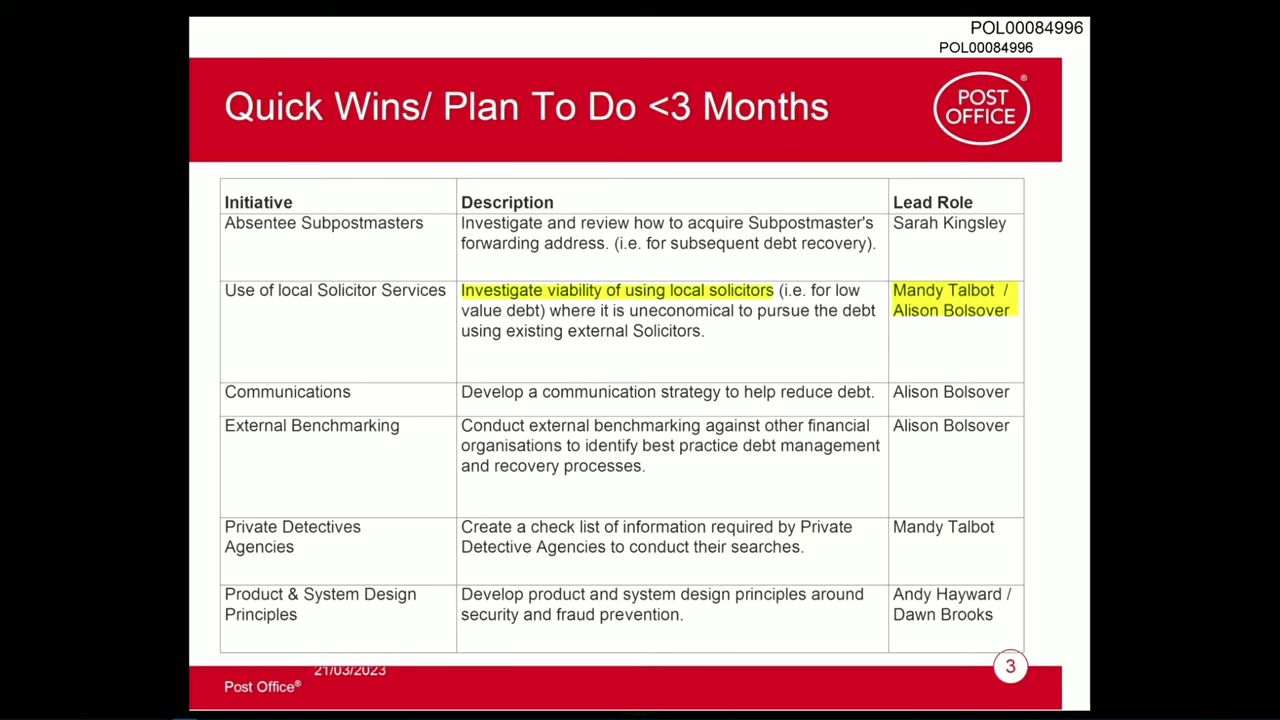 POL00084996
POL00084996
Quick Wins/ Plan To Do <3 Months
POST
OFFICE
®
Initiative
Description
Lead Role
Absentee Subpostmasters
Investigate and review how to acquire Subpostmaster's
forwarding address. (i.e. for subsequent debt recovery).
Sarah Kingsley
Use of local Solicitor Services
Investigate viability of using local solicitors (i.e. for low
value debt) where it is uneconomical to pursue the debt
using existing external Solicitors.
Mandy Talbot /
Alison Bolsover
Communications
Develop a communication strategy to help reduce debt.
Alison Bolsover
External Benchmarking
Conduct external benchmarking against other financial
organisations to identify best practice debt management
and recovery processes.
Alison Bolsover
Private Detectives
Agencies
Create a check list of information required by Private
Detective Agencies to conduct their searches.
Mandy Talbot
Product & System Design
Principles
Develop product and system design principles around
security and fraud prevention.
Andy Hayward /
Dawn Brooks
21/03/2023
Post Office®
3